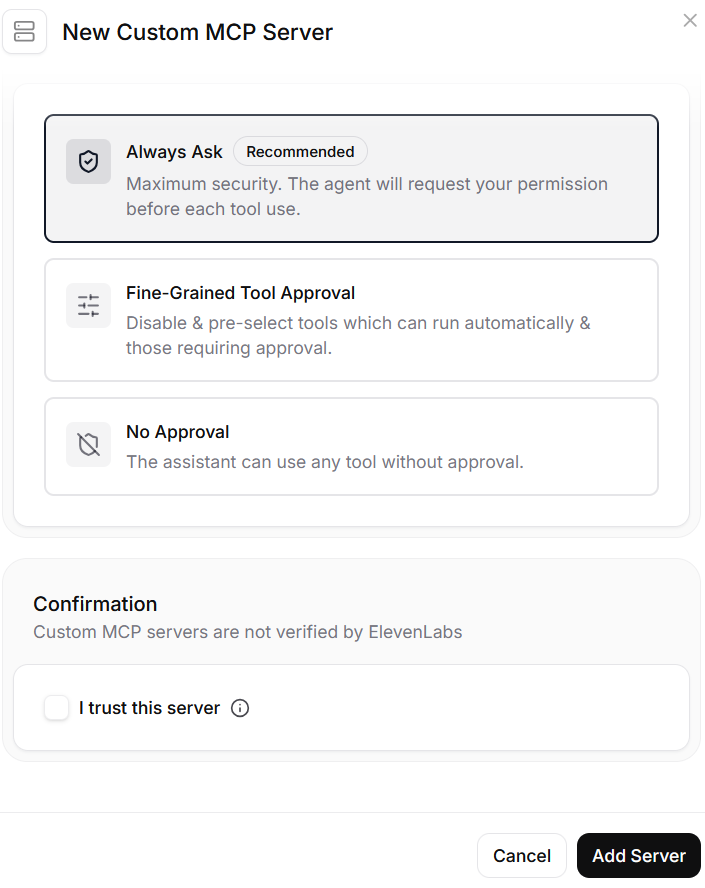 New Custom MCP Server
Always Ask Recommended
Maximum security. The agent will request your permission
before each tool use.
Fine-Grained Tool Approval
Disable & pre-select tools which can run automatically &
those requiring approval.
No Approval
The assistant can use any tool without approval.
Confirmation
Custom MCP servers are not verified by ElevenLabs
I trust this server
Cancel Add Server